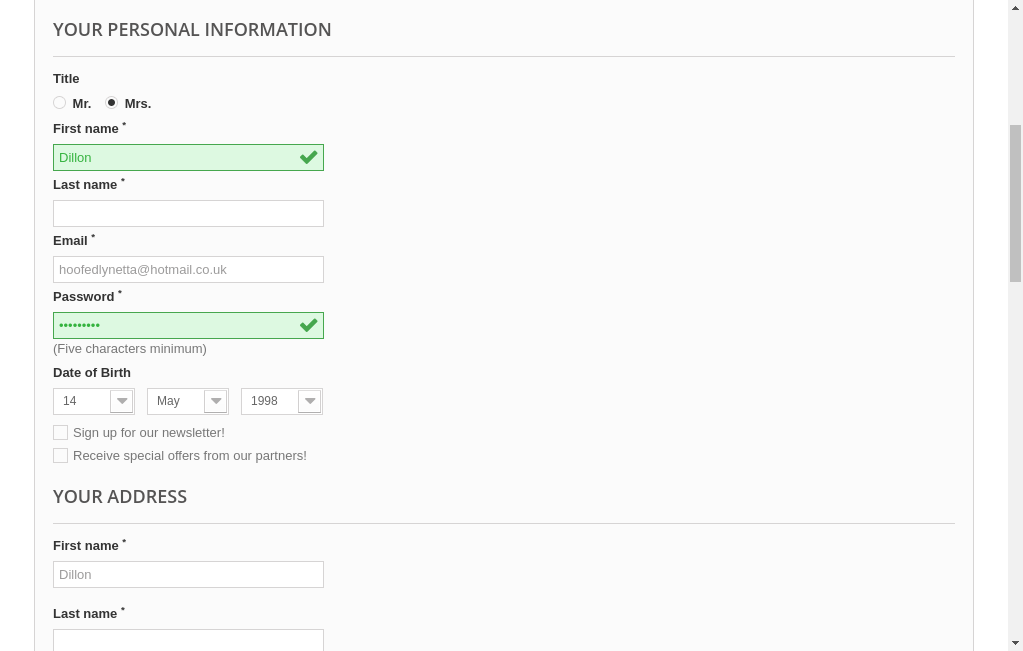 YOUR PERSONAL INFORMATION
Title
Mr. Mrs.
First name *
Dillon
Last name *
Email *
hoofedlynetta@hotmail.co.uk
Password *
•••••••••
(Five characters minimum)
Date of Birth
14 May 1998
Sign up for our newsletter!
Receive special offers from our partners!
YOUR ADDRESS
First name *
Dillon
Last name *